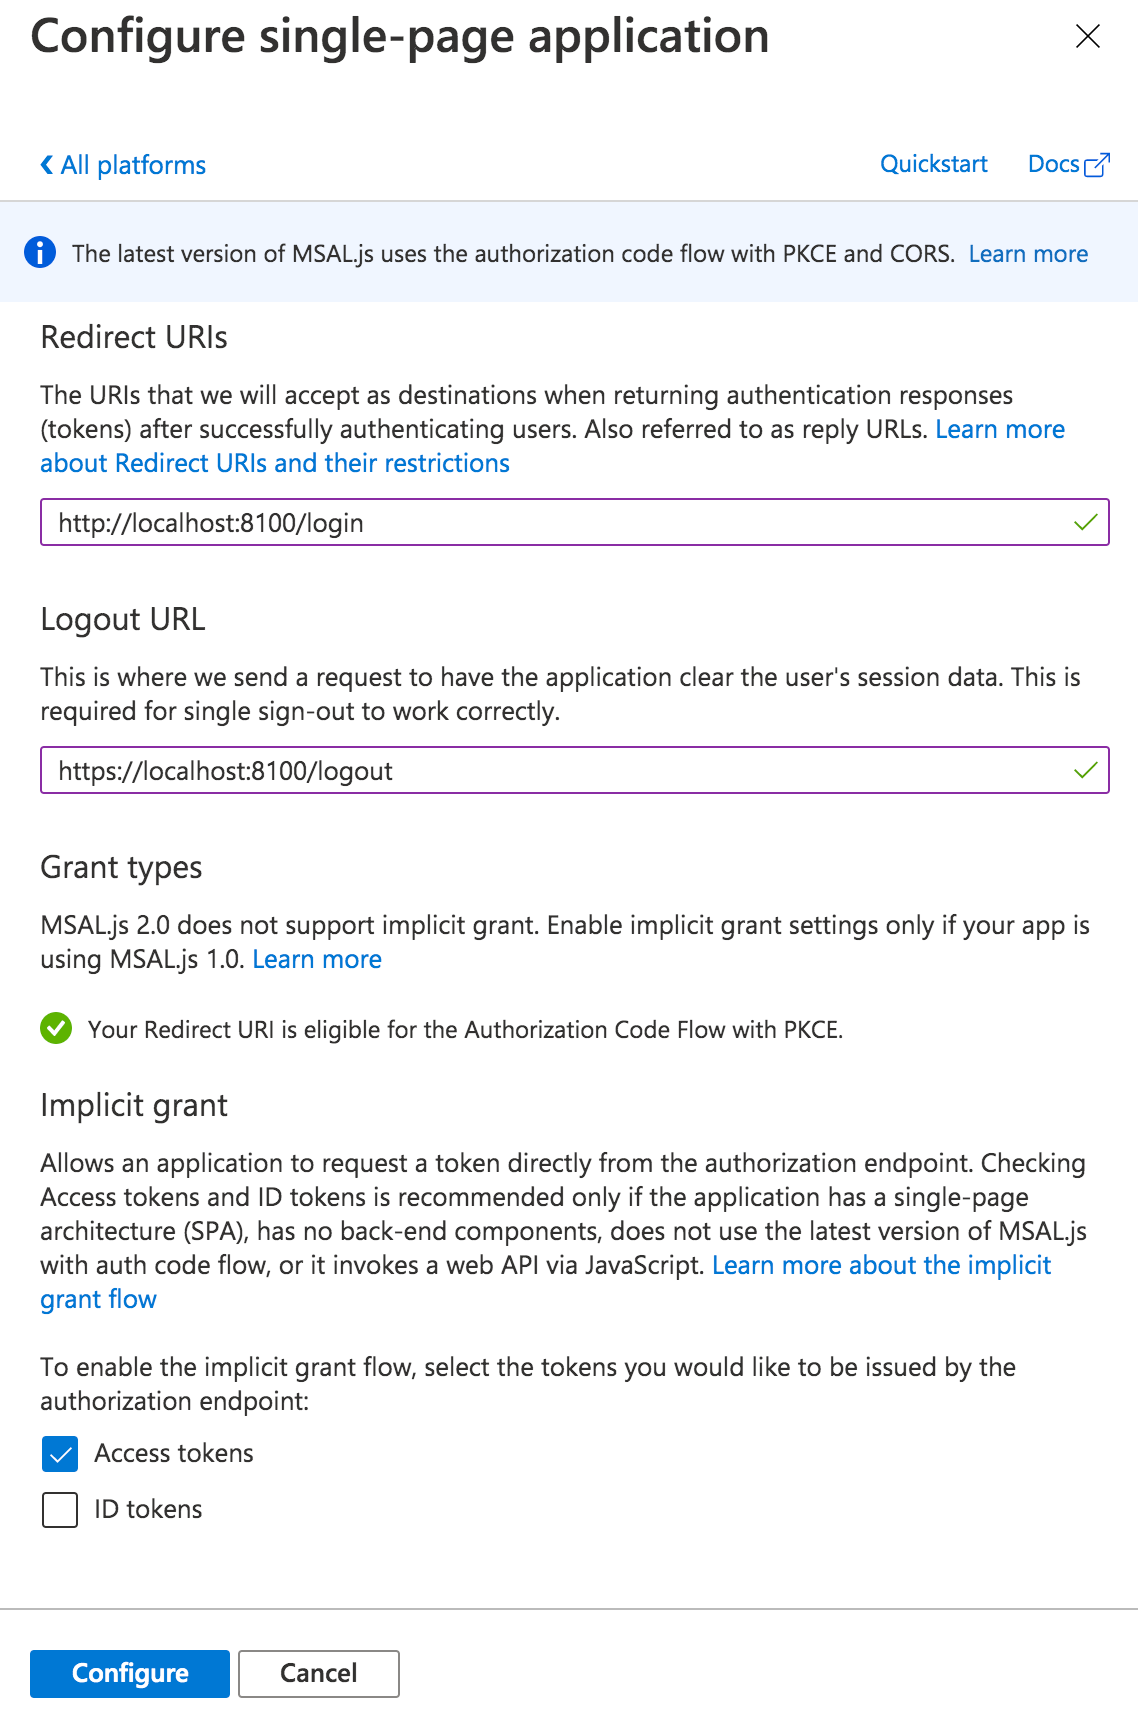 Configure single-page application
All platforms
Quickstart
Docs
The latest version of MSAL.js uses the authorization code flow with PKCE and CORS. Learn more
Redirect URIs
The URIs that we will accept as destinations when returning authentication responses
(tokens) after successfully authenticating users. Also referred to as reply URLs. Learn more
about Redirect URIs and their restrictions
http://localhost:8100/login
Logout URL
This is where we send a request to have the application clear the user's session data. This is
required for single sign-out to work correctly.
https://localhost:8100/logout
Grant types
MSAL.js 2.0 does not support implicit grant. Enable implicit grant settings only if your app is
using MSAL.js 1.0. Learn more
Your Redirect URI is eligible for the Authorization Code Flow with PKCE.
Implicit grant
Allows an application to request a token directly from the authorization endpoint. Checking
Access tokens and ID tokens is recommended only if the application has a single-page
architecture (SPA), has no back-end components, does not use the latest version of MSAL.js
with auth code flow, or it invokes a web API via JavaScript. Learn more about the implicit
grant flow
To enable the implicit grant flow, select the tokens you would like to be issued by the
authorization endpoint:
Access tokens
ID tokens
Configure
Cancel